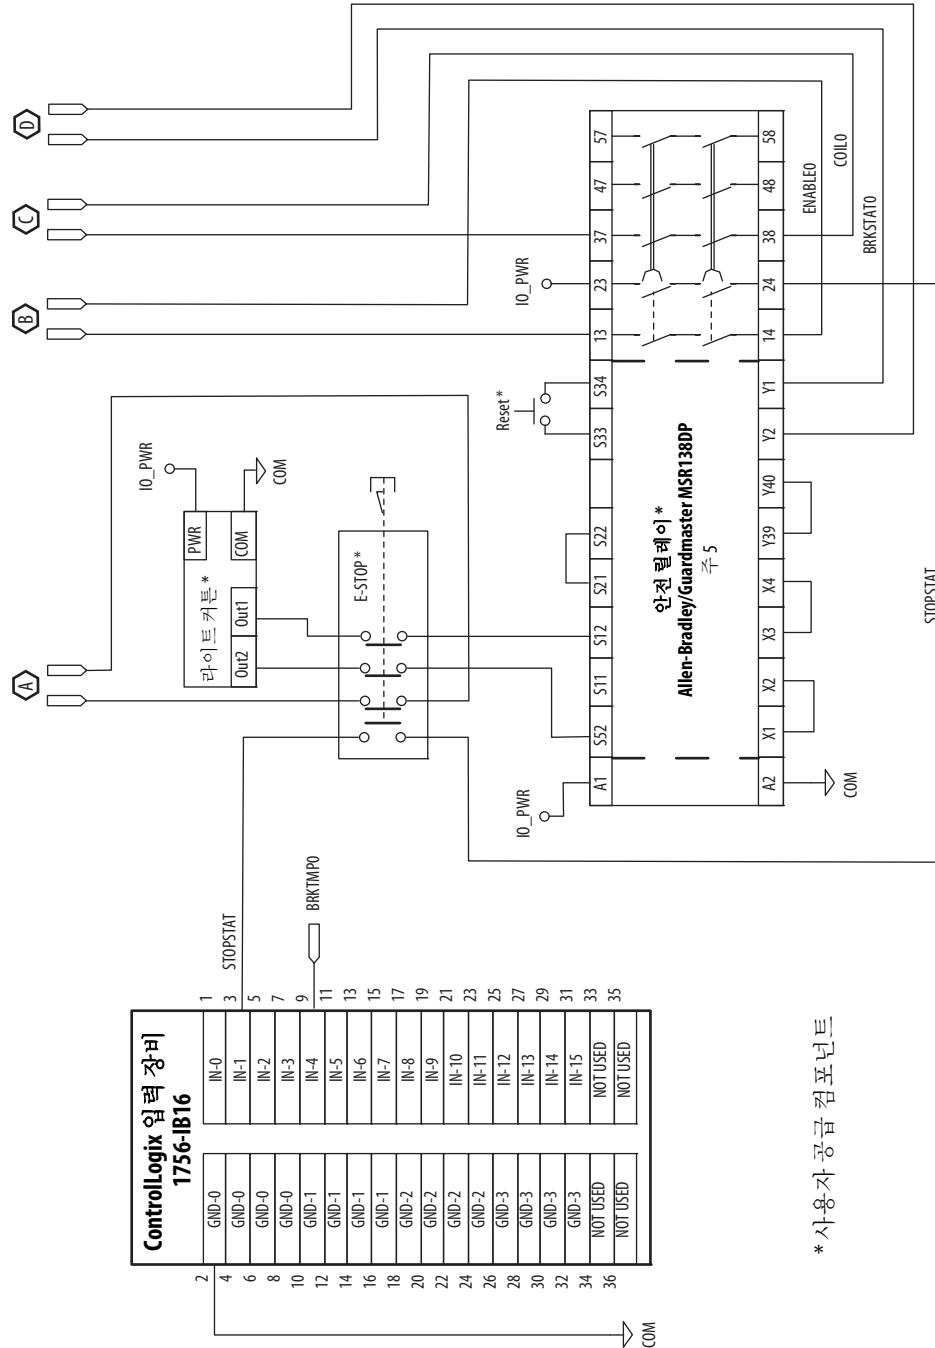 A
B
C
D
ControlLogix 입력 장비
1756-IB16
2
GND-0
IN-0
1
4
GND-0
IN-1
3
6
GND-0
IN-2
5
8
GND-0
IN-3
7
10
GND-1
IN-4
9
12
GND-1
IN-5
11
14
GND-1
IN-6
13
16
GND-1
IN-7
15
18
GND-2
IN-8
17
20
GND-2
IN-9
19
22
GND-2
IN-10
21
24
GND-2
IN-11
23
26
GND-3
IN-12
25
28
GND-3
IN-13
27
30
GND-3
IN-14
29
32
GND-3
IN-15
31
34
NOT USED
NOT USED
33
36
NOT USED
NOT USED
35
COM
STOPSTAT
BRKTMP0
라이트 커튼*
PWR
COM
Out2
Out1
IO_PWR
COM
E-STOP*
IO_PWR
Reset*
IO_PWR
A1
S52
S11
S12
S21
S22
S33
S34
13
23
37
47
57
안전 릴레이*
Allen-Bradley/Guardmaster MSR138DP
주 5
A2
X1
X2
X3
X4
Y39
Y40
Y2
Y1
14
24
38
48
58
COM
ENABLE0
COIL0
BRKSTAT0
STOPSTAT
*사용자 공급 컴포넌트